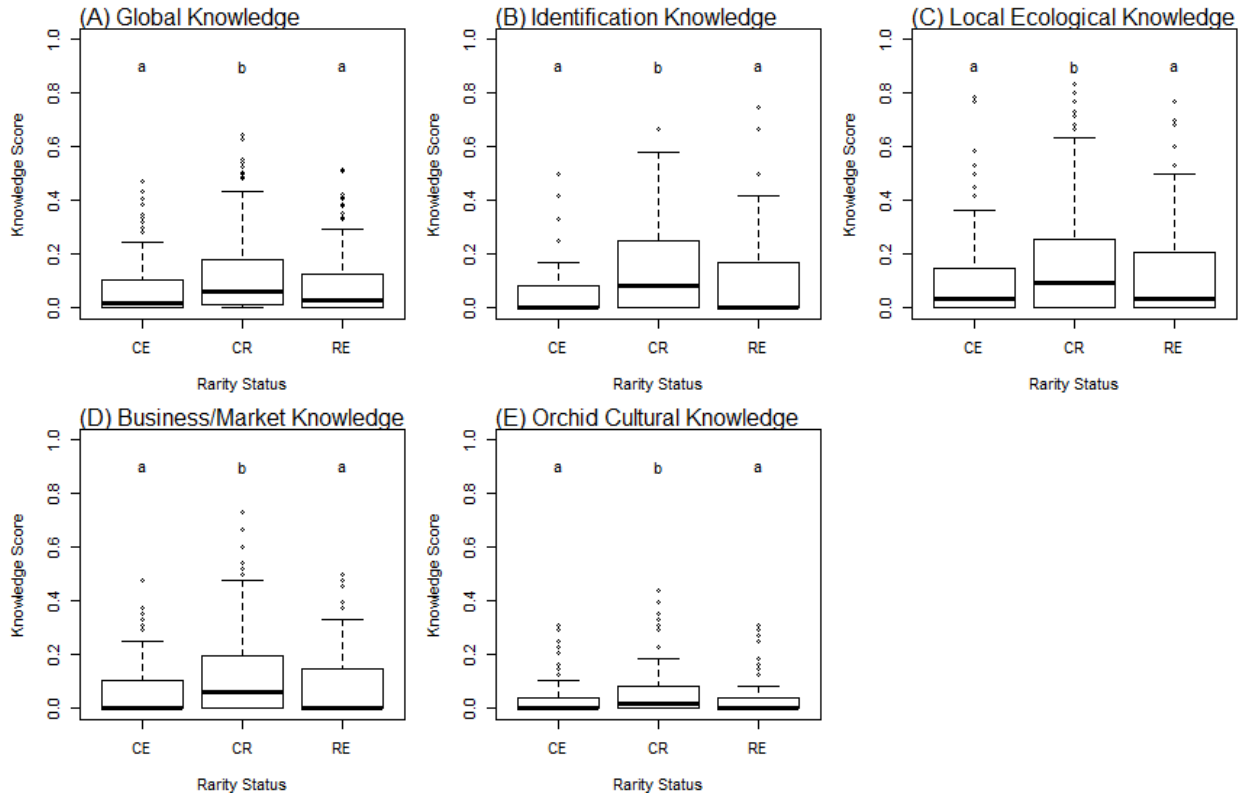 (A) Global Knowledge
1.0
0.8
0.6
0.4
0.2
0.0
Knowledge Score
a b a
CE CR RE
Rarity Status
(B) Identification Knowledge
1.0
0.8
0.6
0.4
0.2
0.0
Knowledge Score
a b a
CE CR RE
Rarity Status
(C) Local Ecological Knowledge
1.0
0.8
0.6
0.4
0.2
0.0
Knowledge Score
a b a
CE CR RE
Rarity Status
(D) Business/Market Knowledge
1.0
0.8
0.6
0.4
0.2
0.0
Knowledge Score
a b a
CE CR RE
Rarity Status
(E) Orchid Cultural Knowledge
1.0
0.8
0.6
0.4
0.2
0.0
Knowledge Score
a b a
CE CR RE
Rarity Status